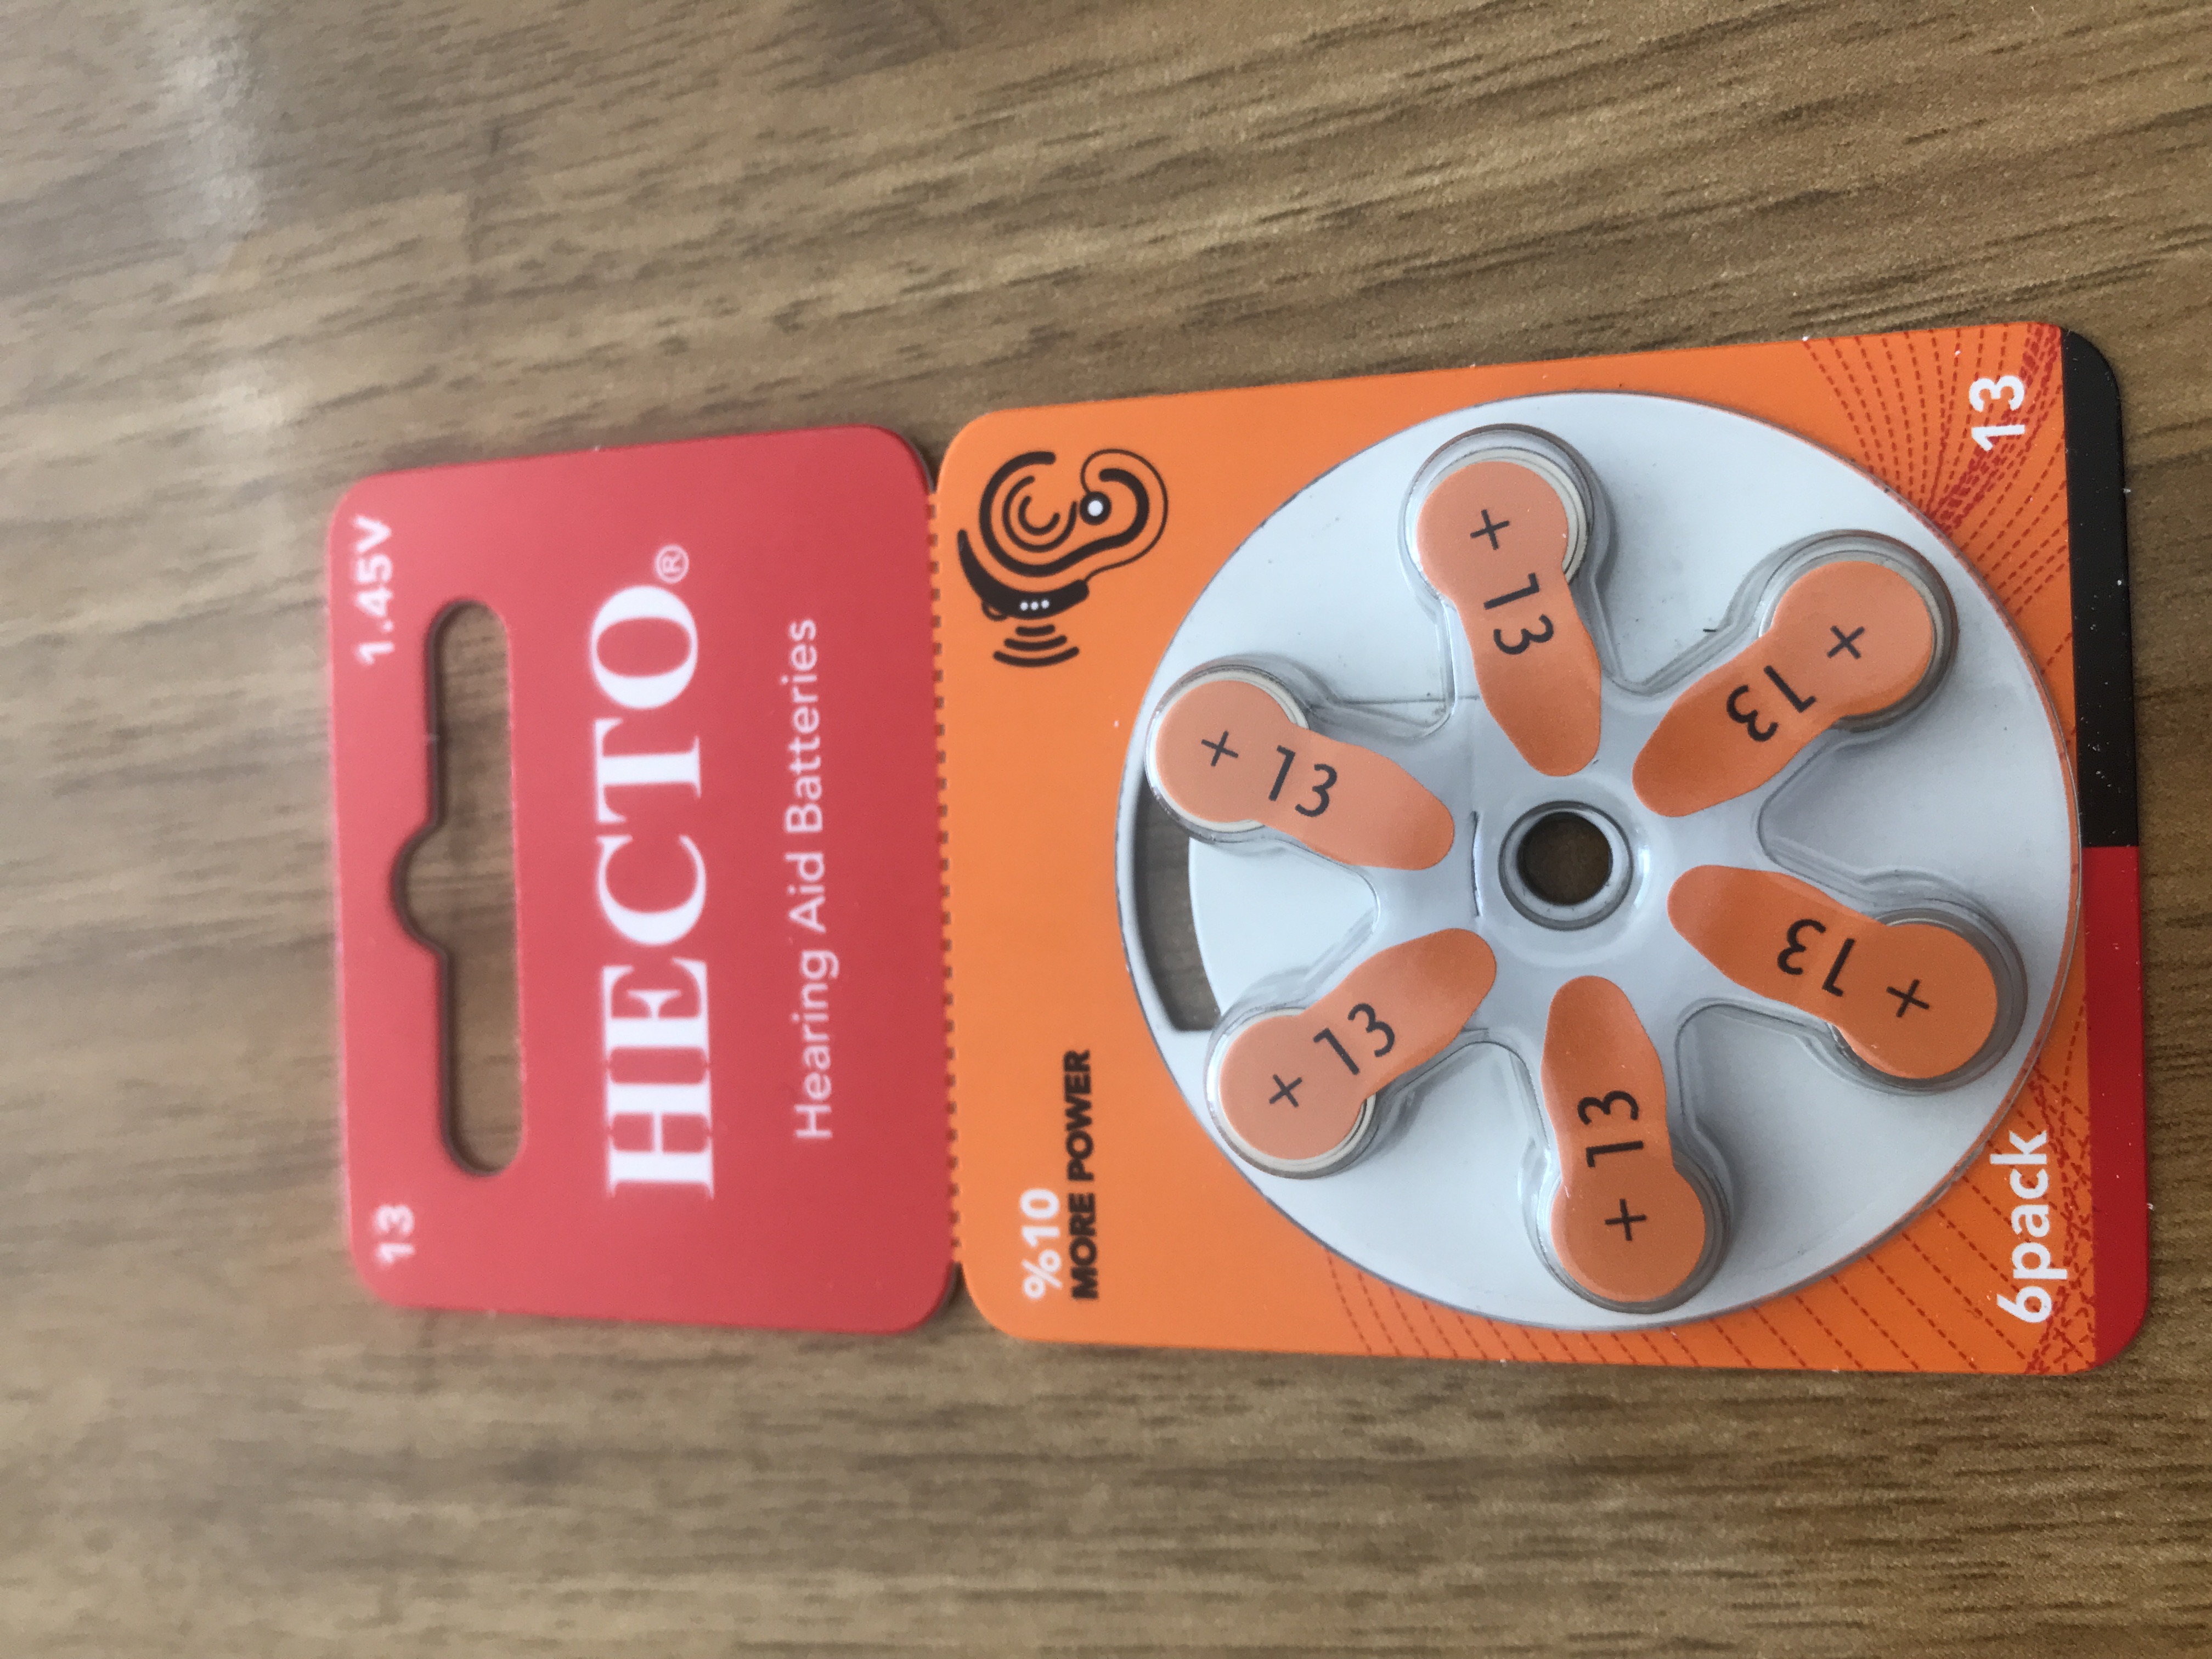 13 1.45V
HECTO®
Hearing Aid Batteries
%10
MORE POWER
+ 13
+ 13
+ 13
+ 13
+ 13
+ 13
6pack 13